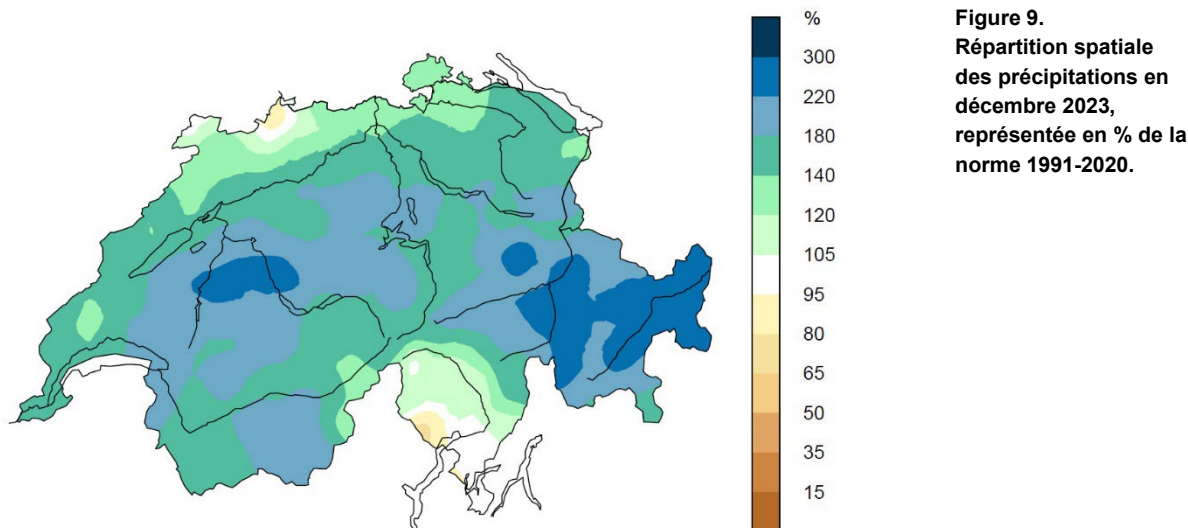 %
300
220
180
140
120
105
95
80
65
50
35
15
Figure 9.
Répartition spatiale
des précipitations en
décembre 2023,
représentée en % de la
norme 1991-2020.